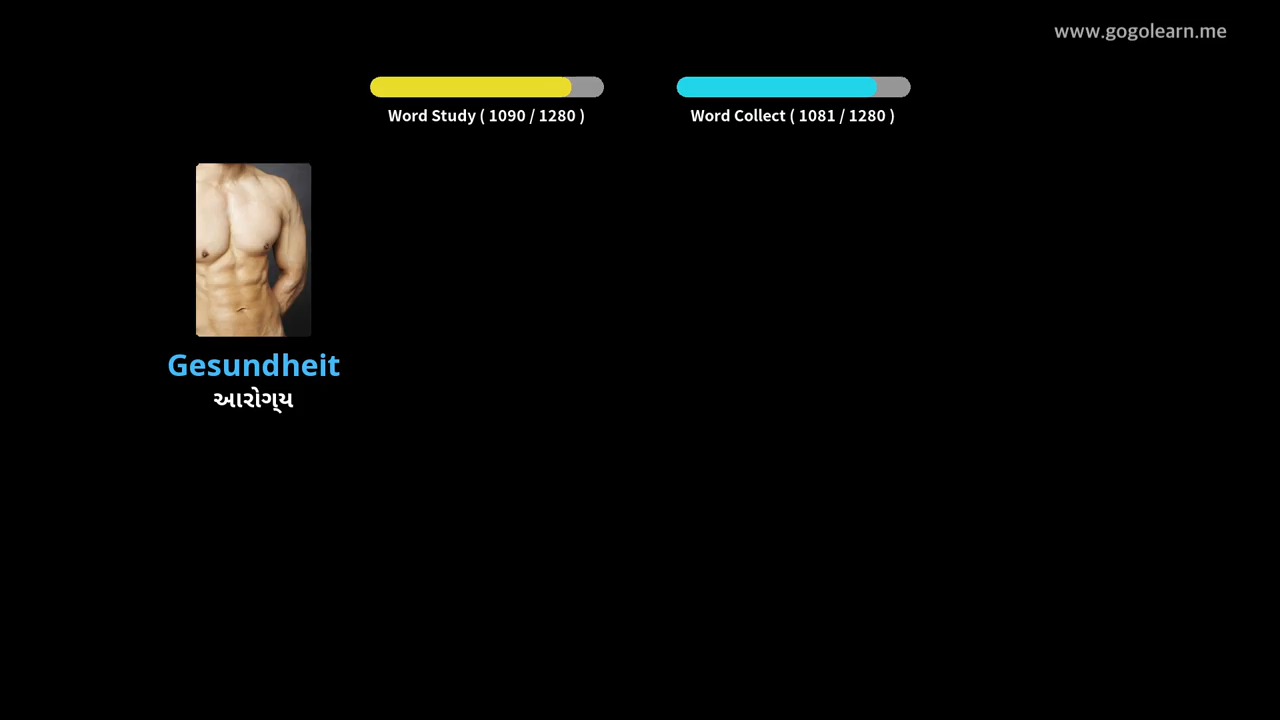 www.gogolearn.me
Word Study ( 1090 / 1280 )
Word Collect ( 1081 / 1280 )
Gesundheit
આરોગ્ય